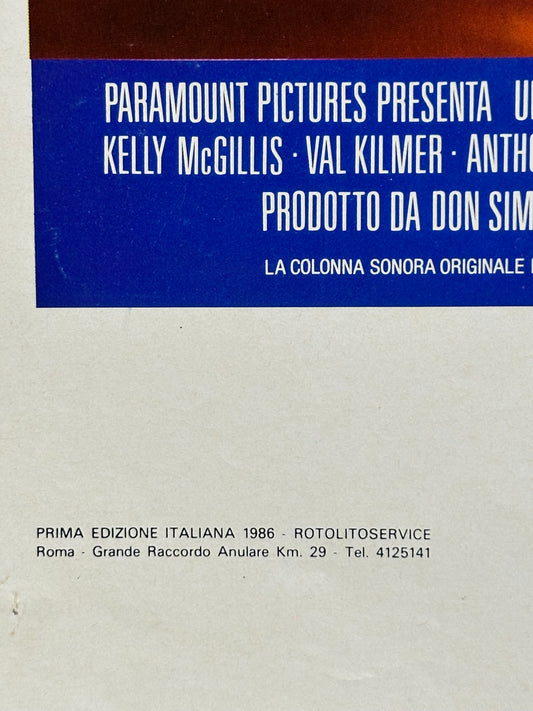 PARAMOUNT PICTURES PRESENTA
KELLY McGILLIS · VAL KILMER ·
PRODOTTO DA DON
LA COLONNA SONORA ORIGINALE
PRIMA EDIZIONE ITALIANA 1986 - ROTOLITOSERVICE
Roma · Grande Raccordo Anulare Km. 29 - Tel. 4125141